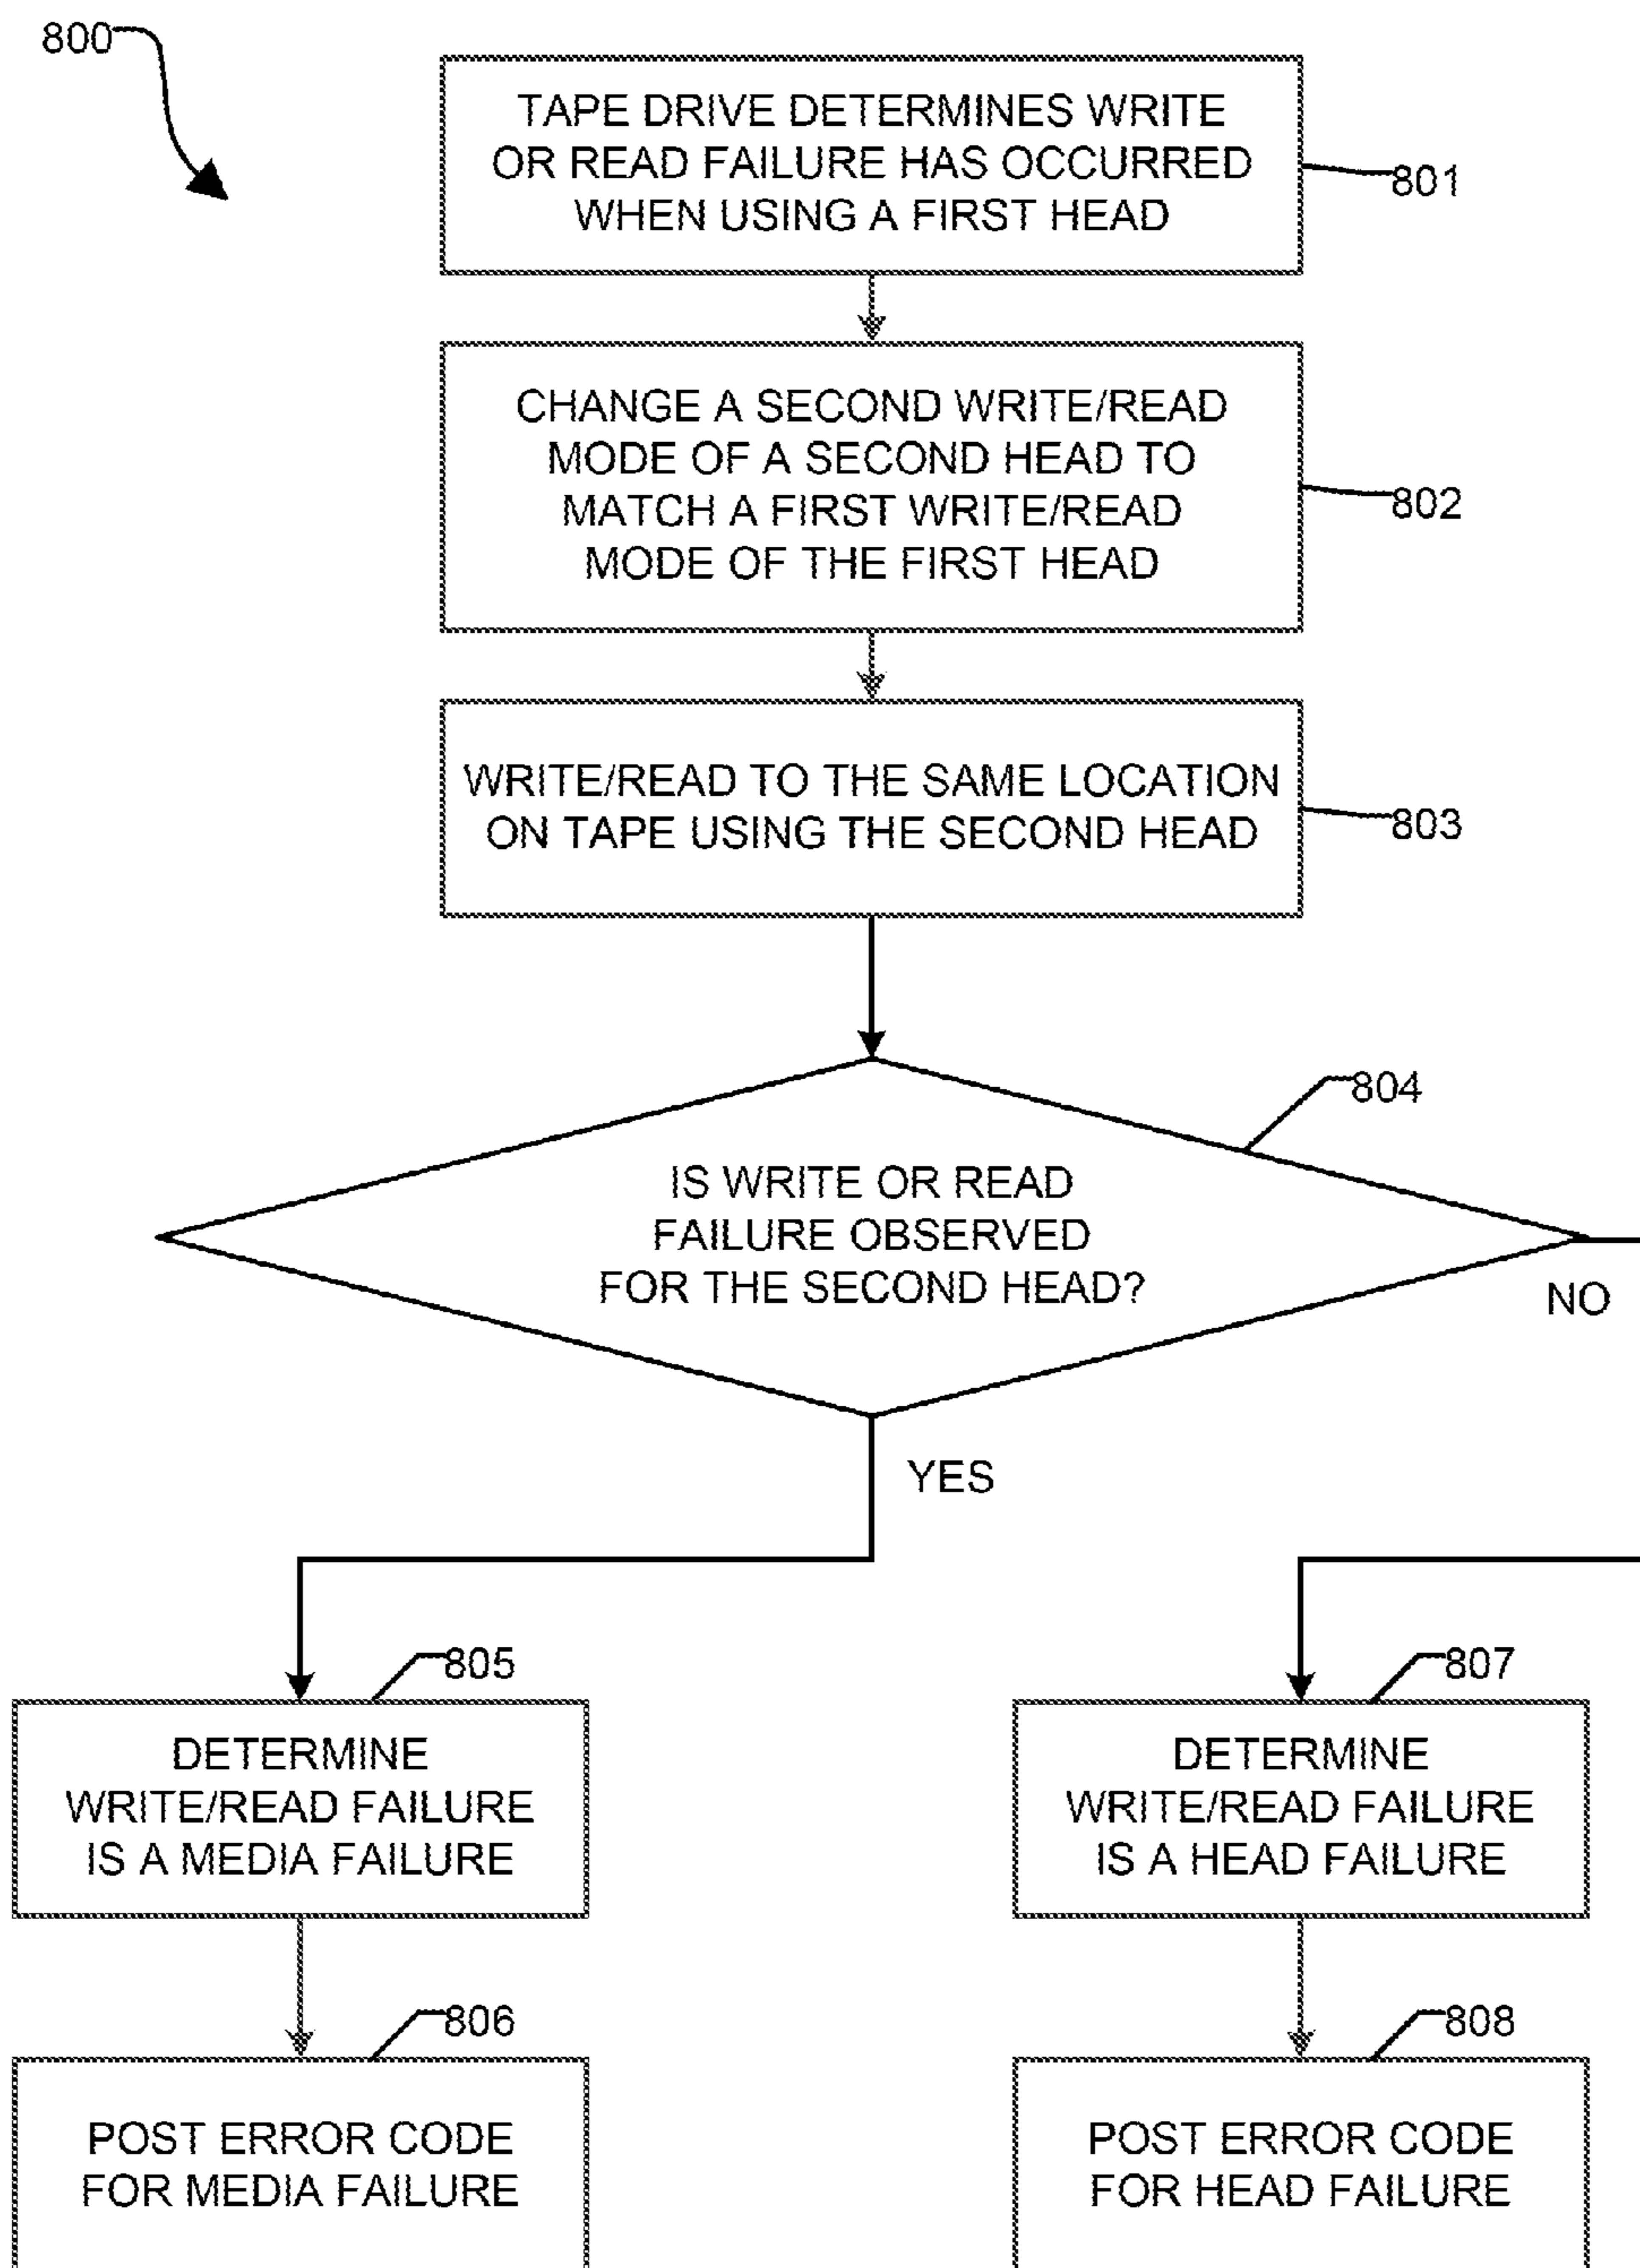 800
TAPE DRIVE DETERMINES WRITE
OR READ FAILURE HAS OCCURRED
WHEN USING A FIRST HEAD
801
CHANGE A SECOND WRITE/READ
MODE OF A SECOND HEAD TO
MATCH A FIRST WRITE/READ
MODE OF THE FIRST HEAD
802
WRITE/READ TO THE SAME LOCATION
ON TAPE USING THE SECOND HEAD
803
804
IS WRITE OR READ
FAILURE OBSERVED
FOR THE SECOND HEAD?
NO
YES
805
DETERMINE
WRITE/READ FAILURE
IS A MEDIA FAILURE
807
DETERMINE
WRITE/READ FAILURE
IS A HEAD FAILURE
806
POST ERROR CODE
FOR MEDIA FAILURE
808
POST ERROR CODE
FOR HEAD FAILURE